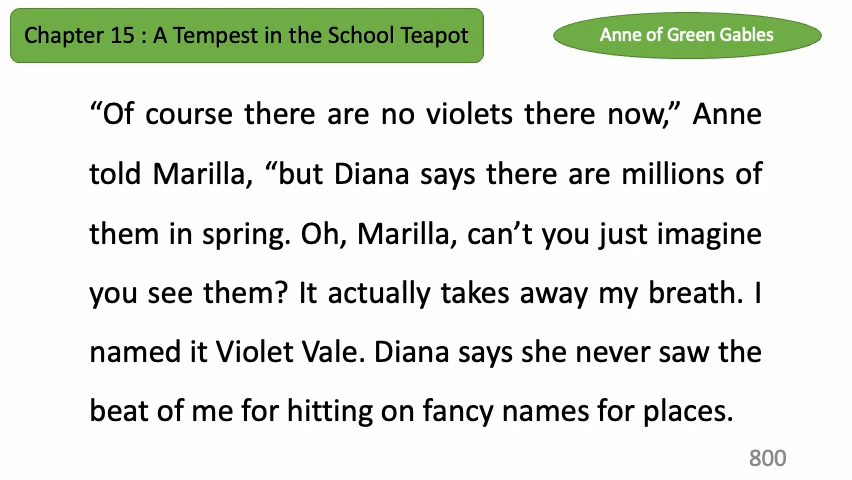 Chapter 15 : A Tempest in the School Teapot
Anne of Green Gables
“Of course there are no violets there now,” Anne
told Marilla, “but Diana says there are millions of
them in spring. Oh, Marilla, can’t you just imagine
you see them? It actually takes away my breath. I
named it Violet Vale. Diana says she never saw the
beat of me for hitting on fancy names for places.
800